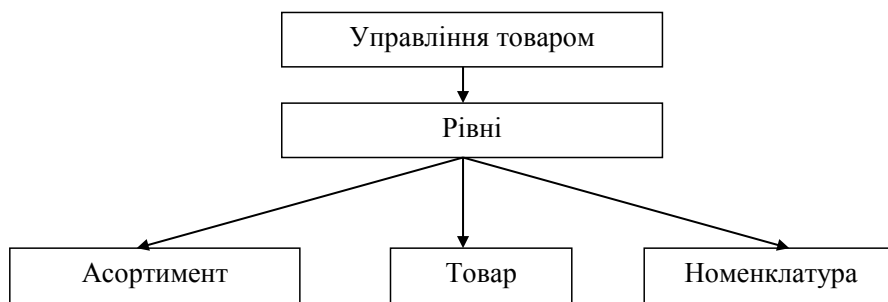 Управління товаром
Рівні
Асортимент
Товар
Номенклатура